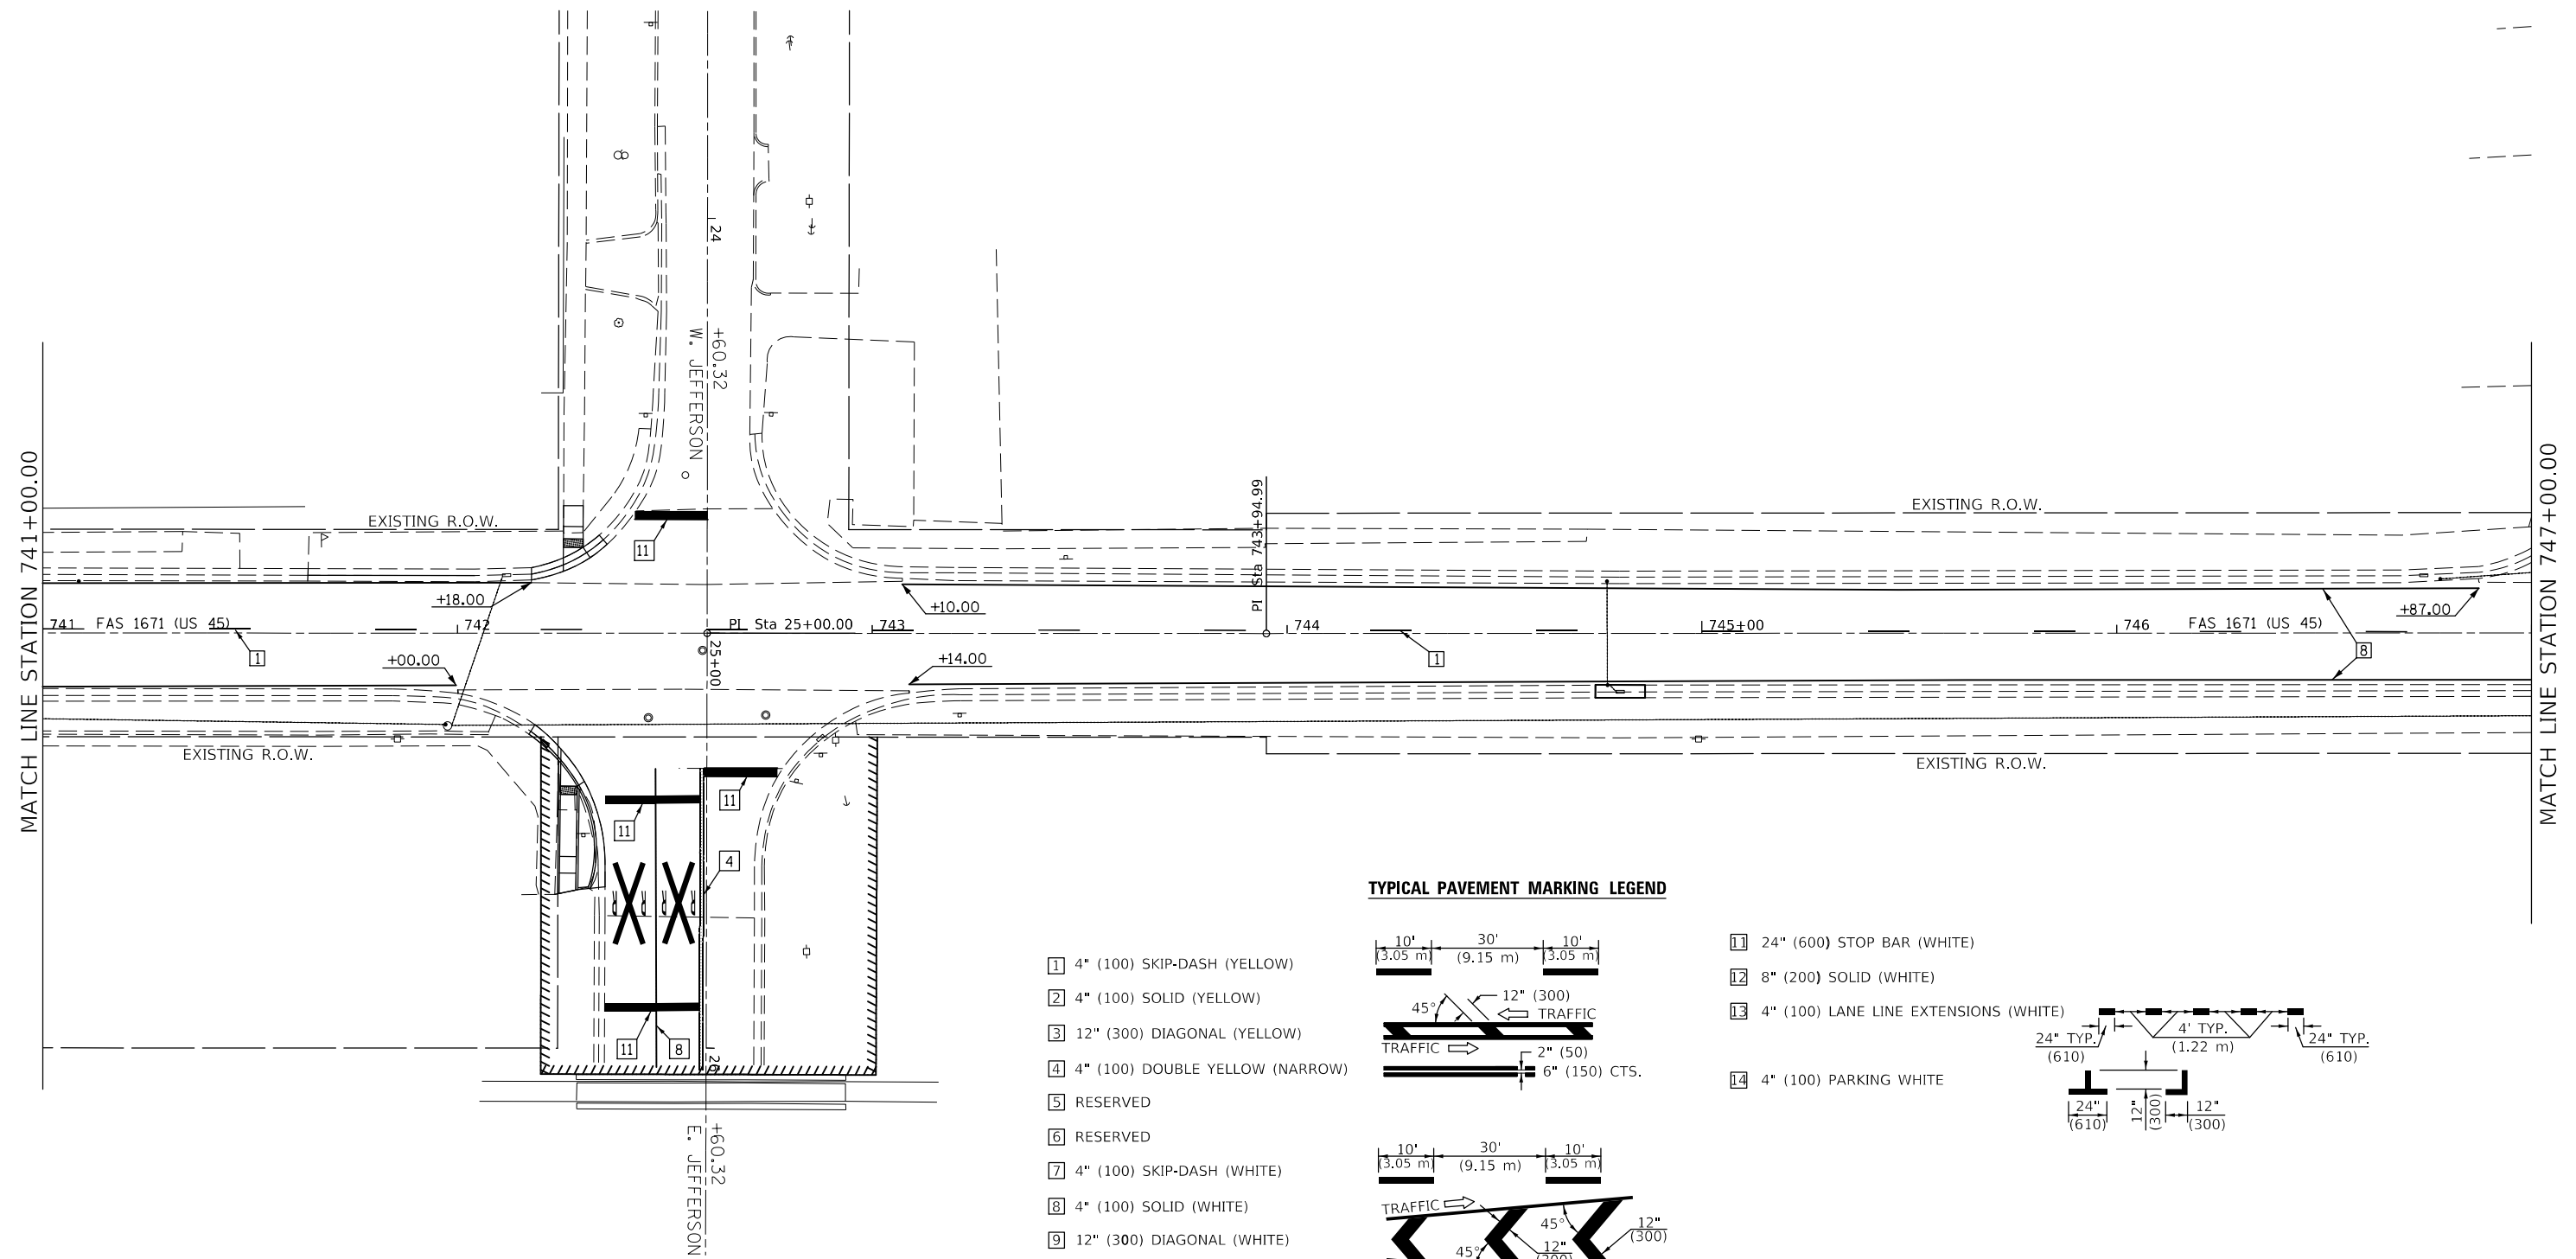 24
+60.32
W. JEFFERSON
MATCH LINE STATION 741+00.00
MATCH LINE STATION 747+00.00
EXISTING R.O.W.
EXISTING R.O.W.
PI Sta 743+94.99
11
+18.00
+10.00
+87.00
741 FAS 1671 (US 45)
742
PI Sta 25+00.00
743
744
745+00
746
FAS 1671 (US 45)
1
+00.00
25+00
+14.00
1
8
EXISTING R.O.W.
EXISTING R.O.W.
11
11
4
11
8
26
+60.32
E. JEFFERSON
TYPICAL PAVEMENT MARKING LEGEND
1 4" (100) SKIP-DASH (YELLOW)
10' (3.05 m)
30' (9.15 m)
10' (3.05 m)
2 4" (100) SOLID (YELLOW)
3 12" (300) DIAGONAL (YELLOW)
45°
12" (300)
TRAFFIC
TRAFFIC
4 4" (100) DOUBLE YELLOW (NARROW)
2" (50)
6" (150) CTS.
5 RESERVED
6 RESERVED
7 4" (100) SKIP-DASH (WHITE)
10' (3.05 m)
30' (9.15 m)
10' (3.05 m)
8 4" (100) SOLID (WHITE)
9 12" (300) DIAGONAL (WHITE)
TRAFFIC
45°
12" (300)
45°
12" (300)
11 24" (600) STOP BAR (WHITE)
12 8" (200) SOLID (WHITE)
13 4" (100) LANE LINE EXTENSIONS (WHITE)
24" TYP. (610)
4' TYP. (1.22 m)
24" TYP. (610)
14 4" (100) PARKING WHITE
24" (610)
12" (300)
12" (300)